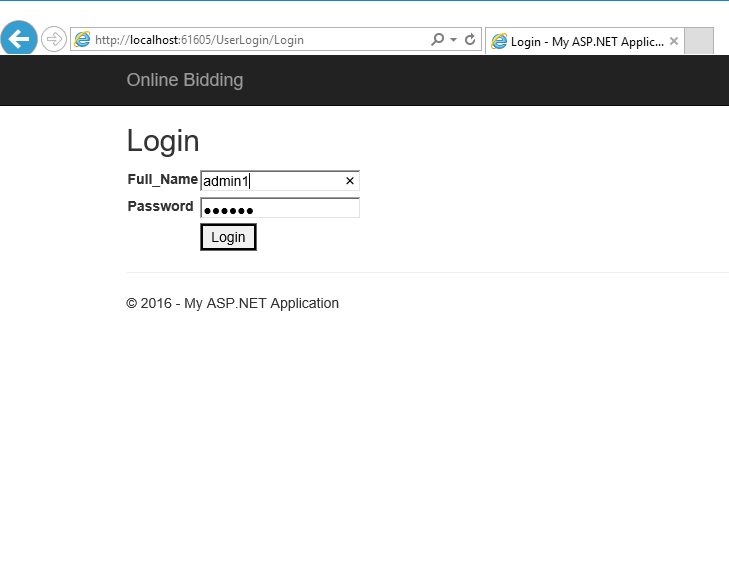 http://localhost:61605/UserLogin/Login
Login - My ASP.NET Applic...
Online Bidding
Login
Full_Name admin1
Password ●●●●●●
Login
© 2016 - My ASP.NET Application